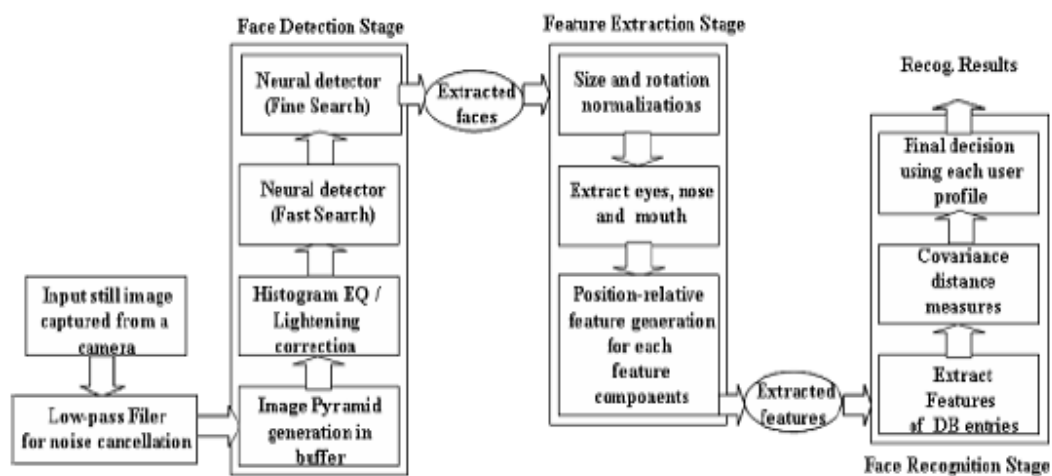 Input still image
captured from a
camera
Low-pass Filer
for noise cancellation
Face Detection Stage
Neural detector
(Fine Search)
Neural detector
(Fast Search)
Histogram EQ /
Lightening
correction
Image Pyramid
generation in
buffer
Extracted
faces
Feature Extraction Stage
Size and rotation
normalizations
Extract eyes, nose
and mouth
Position-relative
feature generation
for each
feature
components
Extracted
features
Recog. Results
Final decision
using each user
profile
Covariance
distance
measures
Extract
Features
of DB entries
Face Recognition Stage